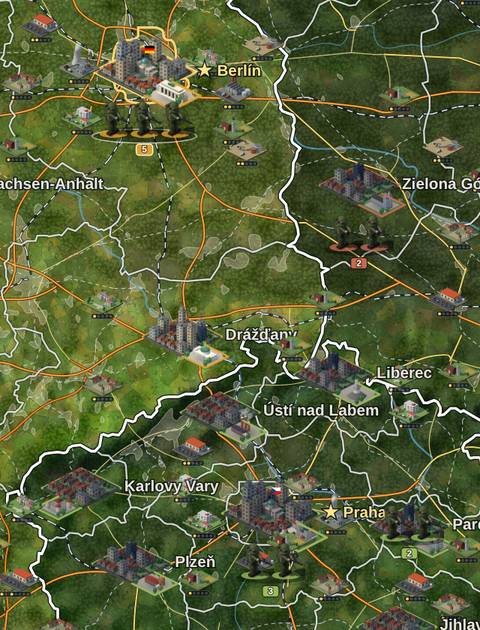 Berlín
5
achsen-Anhalt
Zielona Gó
2
Drážďany
Liberec
Ústí nad Labem
Karlovy Vary
Praha
Pard
2
Plzeň
3
Jihlav